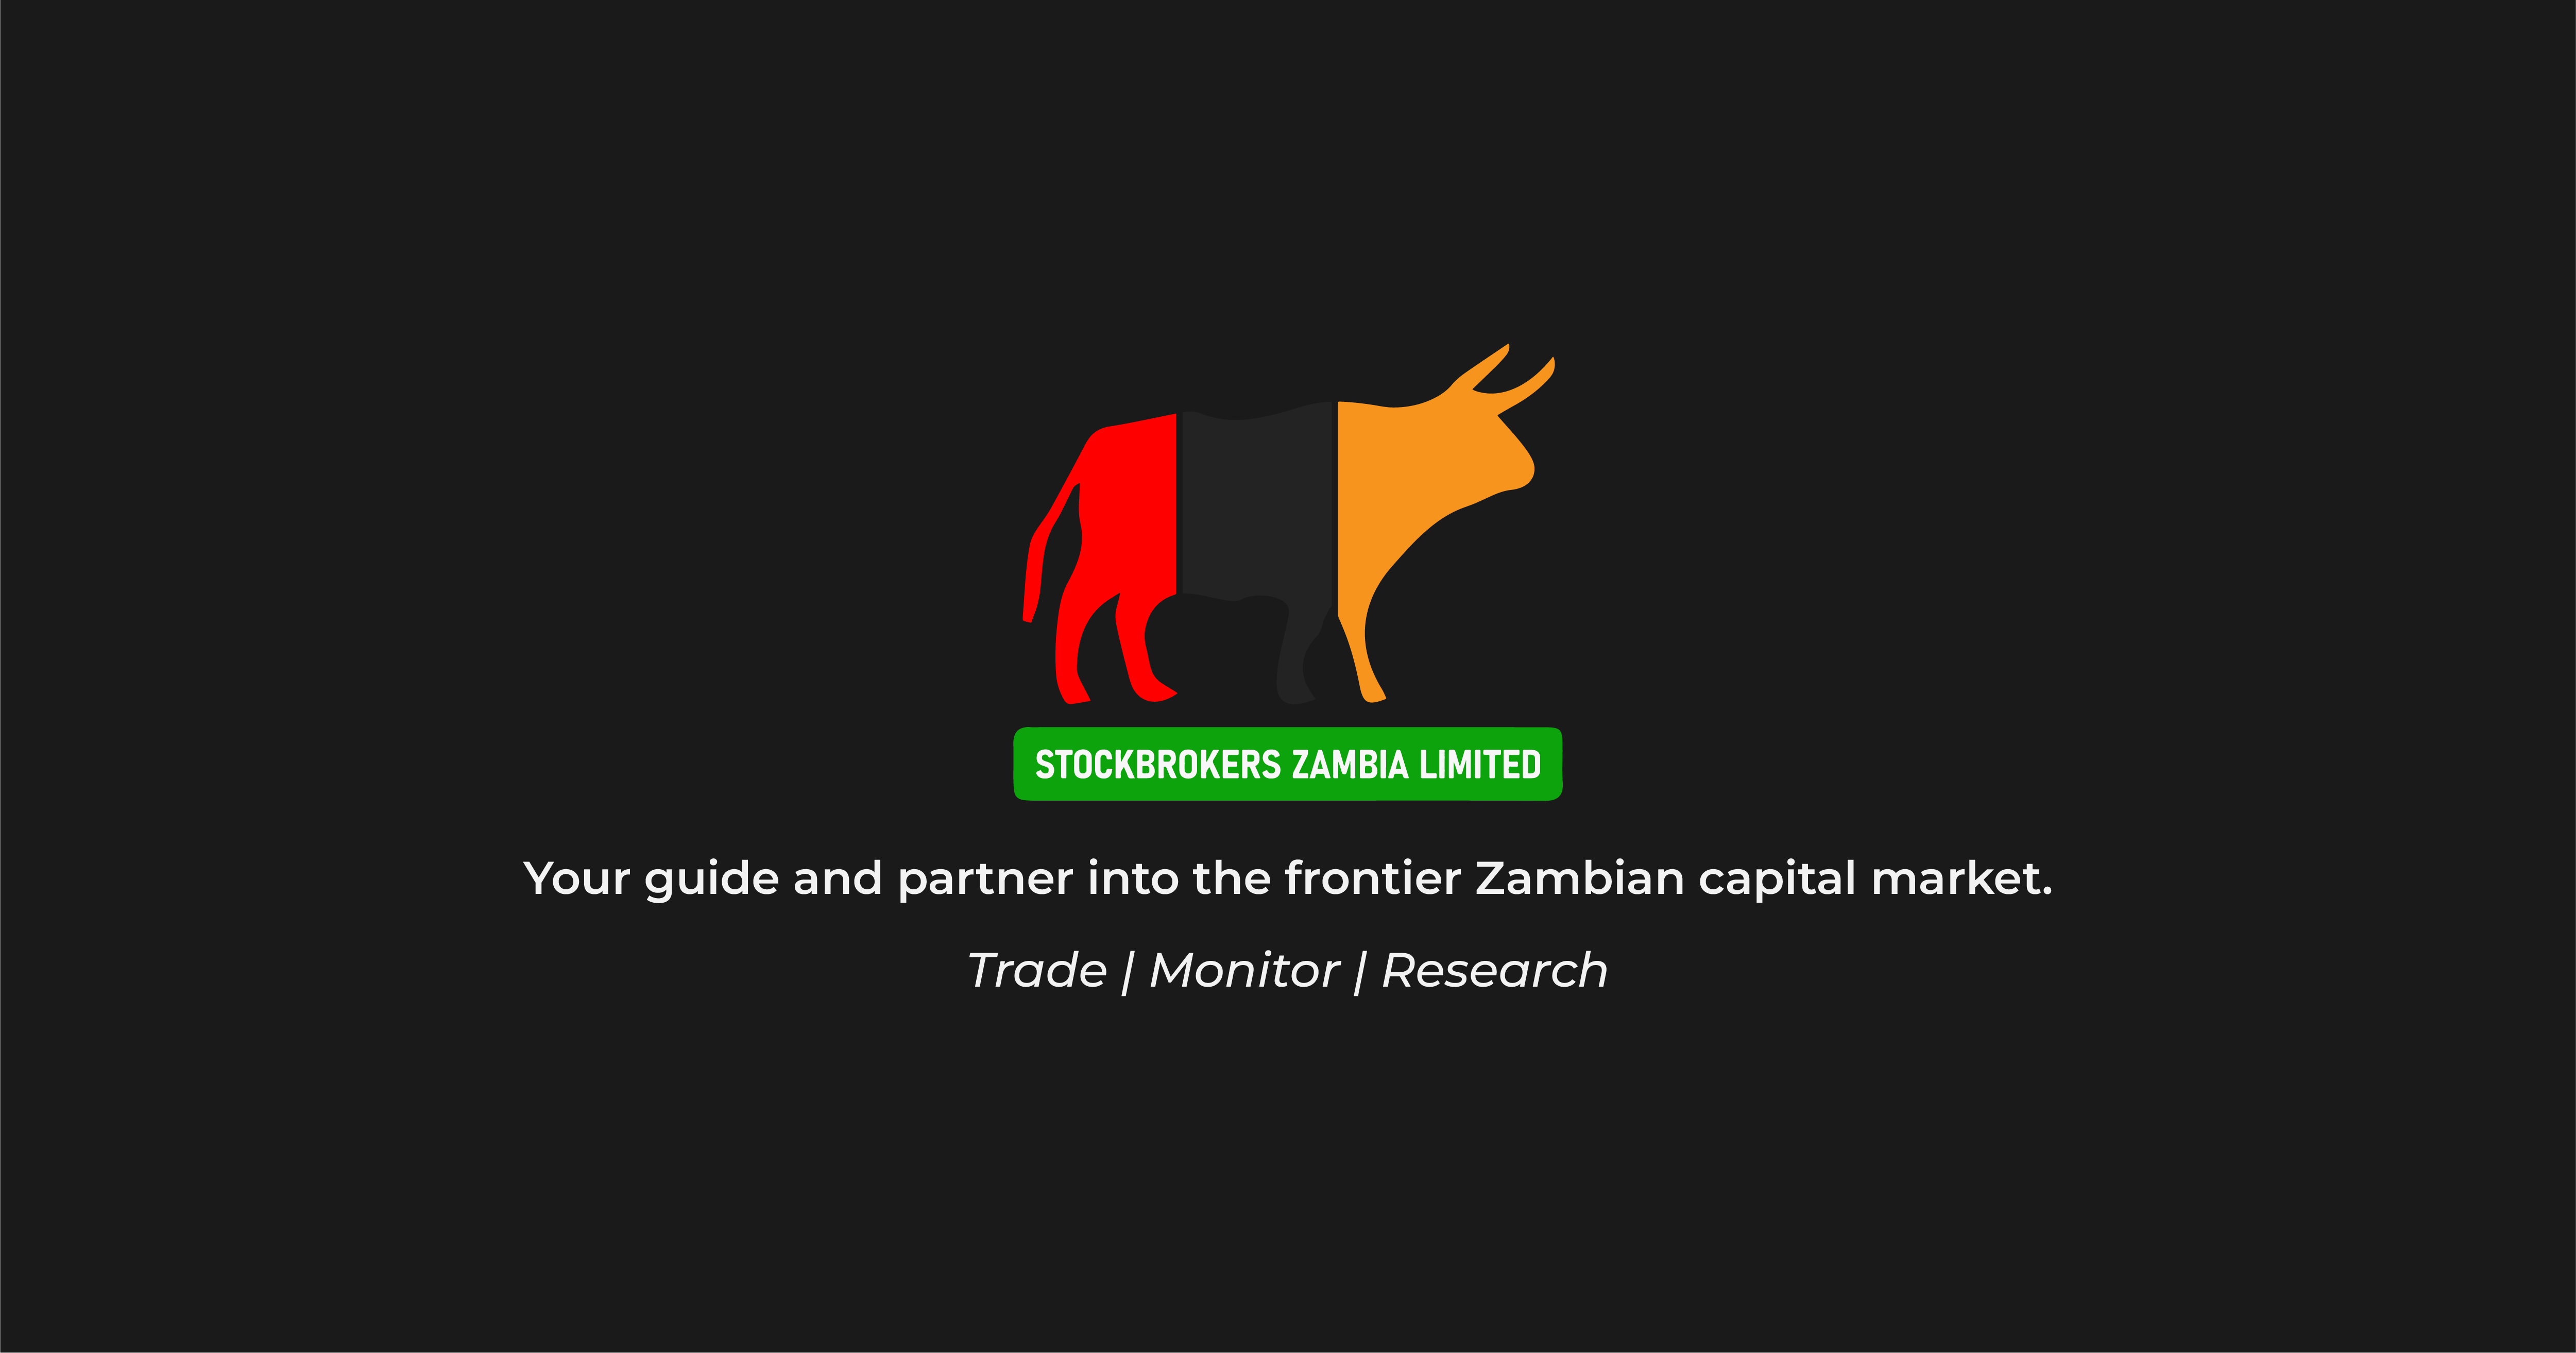 STOCKBROKERS ZAMBIA LIMITED
Your guide and partner into the frontier Zambian capital market.
Trade | Monitor | Research